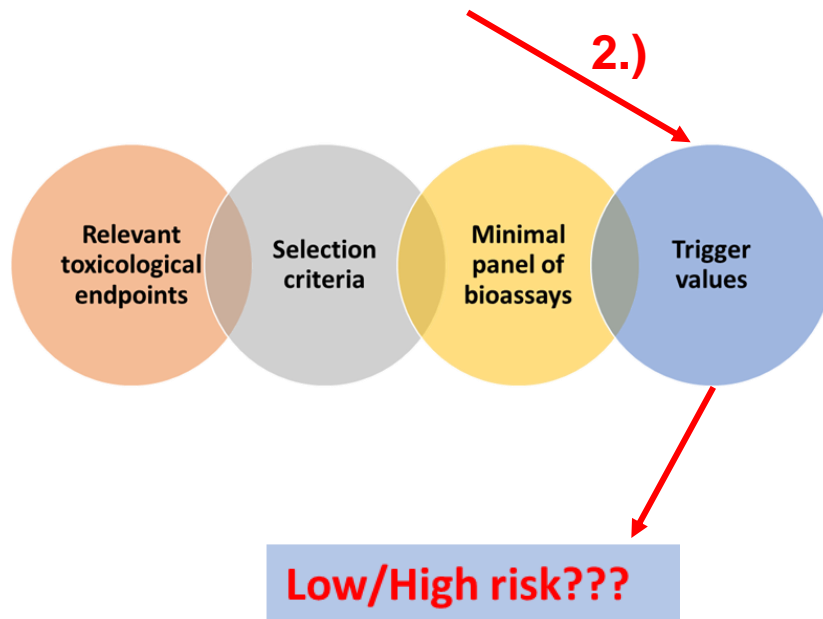 2.)
Relevant
toxicological
endpoints
Selection
criteria
Minimal
panel of
bioassays
Trigger
values
Low/High risk???